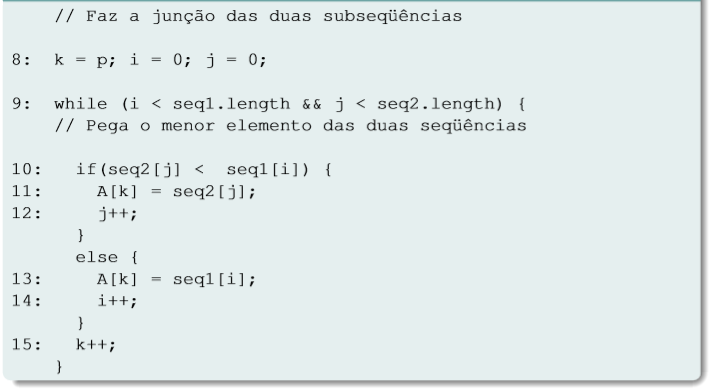 // Faz a junção das duas subseqüências
8: k = p; i = 0; j = 0;
9: while (i < seq1.length && j < seq2.length) {
// Pega o menor elemento das duas seqüências
10: if(seq2[j] < seq1[i]) {
11: A[k] = seq2[j];
12: j++;
}
else {
13: A[k] = seq1[i];
14: i++;
}
15: k++;
}